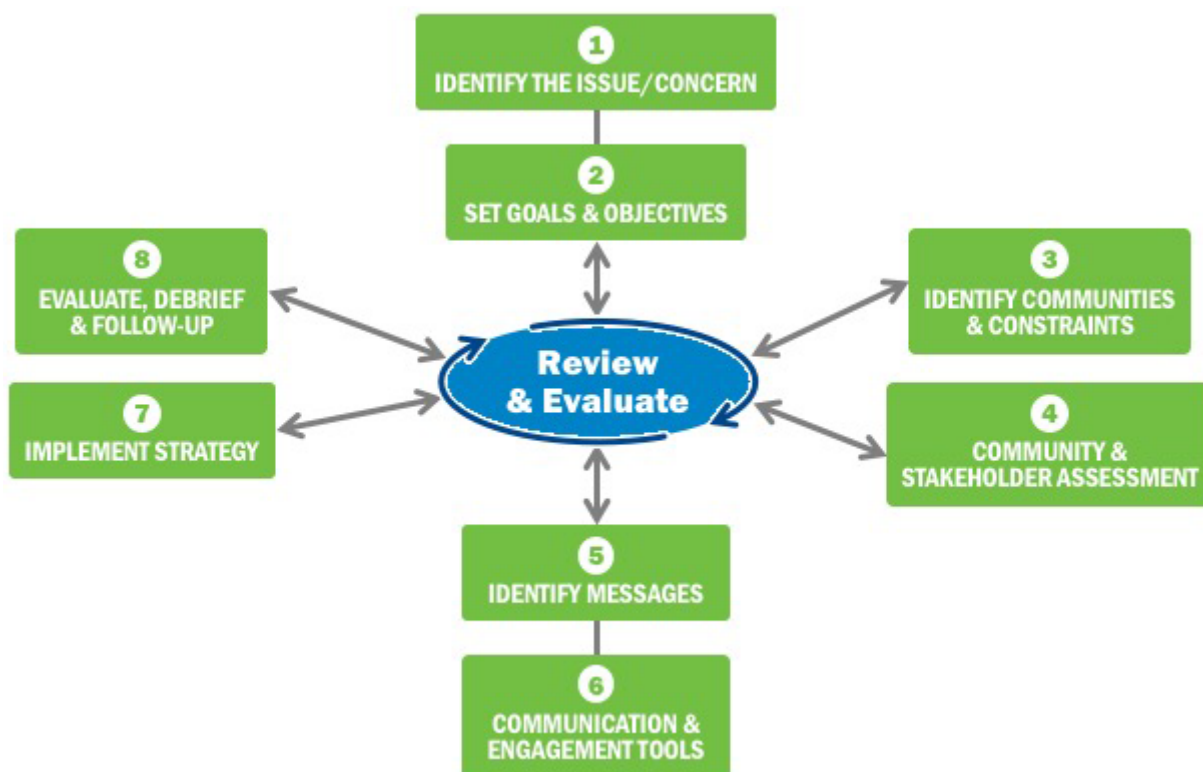 1
IDENTIFY THE ISSUE/CONCERN
2
SET GOALS & OBJECTIVES
3
IDENTIFY COMMUNITIES
& CONSTRAINTS
4
COMMUNITY &
STAKEHOLDER ASSESSMENT
5
IDENTIFY MESSAGES
6
COMMUNICATION &
ENGAGEMENT TOOLS
7
IMPLEMENT STRATEGY
8
EVALUATE, DEBRIEF
& FOLLOW-UP
Review
& Evaluate